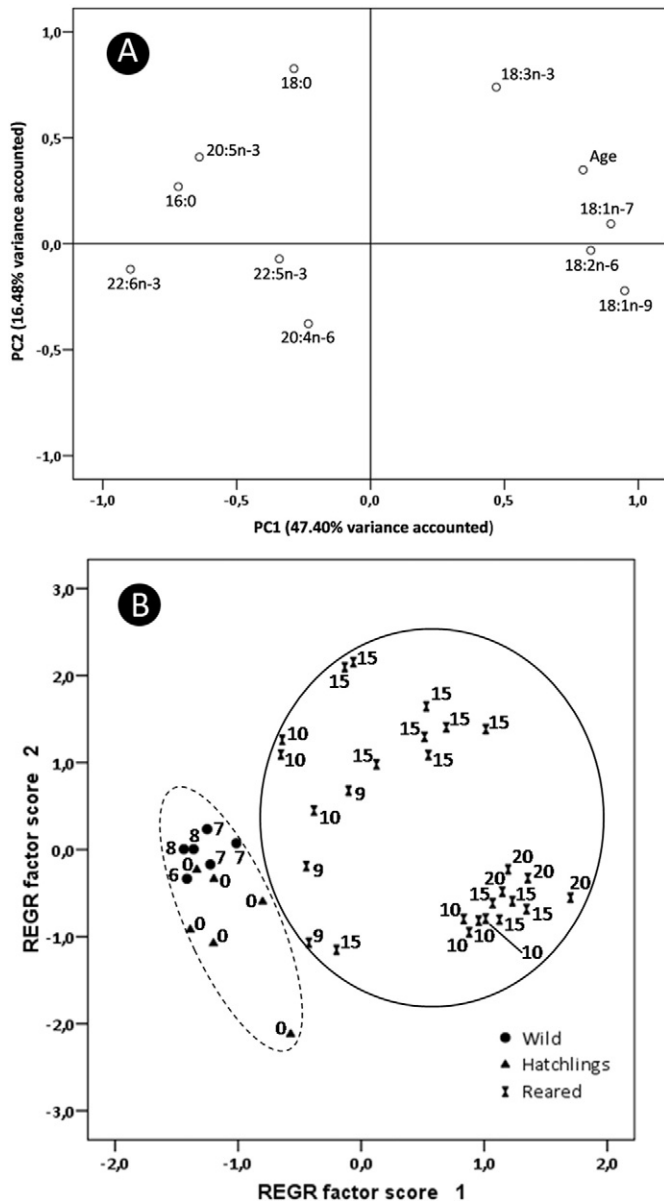 A
1,0
18:0
18:3n-3
0,5
20:5n-3
Age
16:0
18:1n-7
0,0
22:6n-3
22:5n-3
18:2n-6
18:1n-9
20:4n-6
-0,5
-1,0
PC2 (16.48% variance accounted)
-1,0 -0,5 0,0 0,5 1,0
PC1 (47.40% variance accounted)
B
3,0
2,0
1,0
0,0
-1,0
-2,0
-3,0
REGR factor score 2
15
15
15
10 15 15 15
10 15 15
9
10
7
8 8 7 7
0 9
6 0
0
0 0
0
9 15
20
20 20 20
15 15
10 15 15
10 10 10
Wild
Hatchlings
Reared
-2,0 -1,0 0,0 1,0 2,0
REGR factor score 1